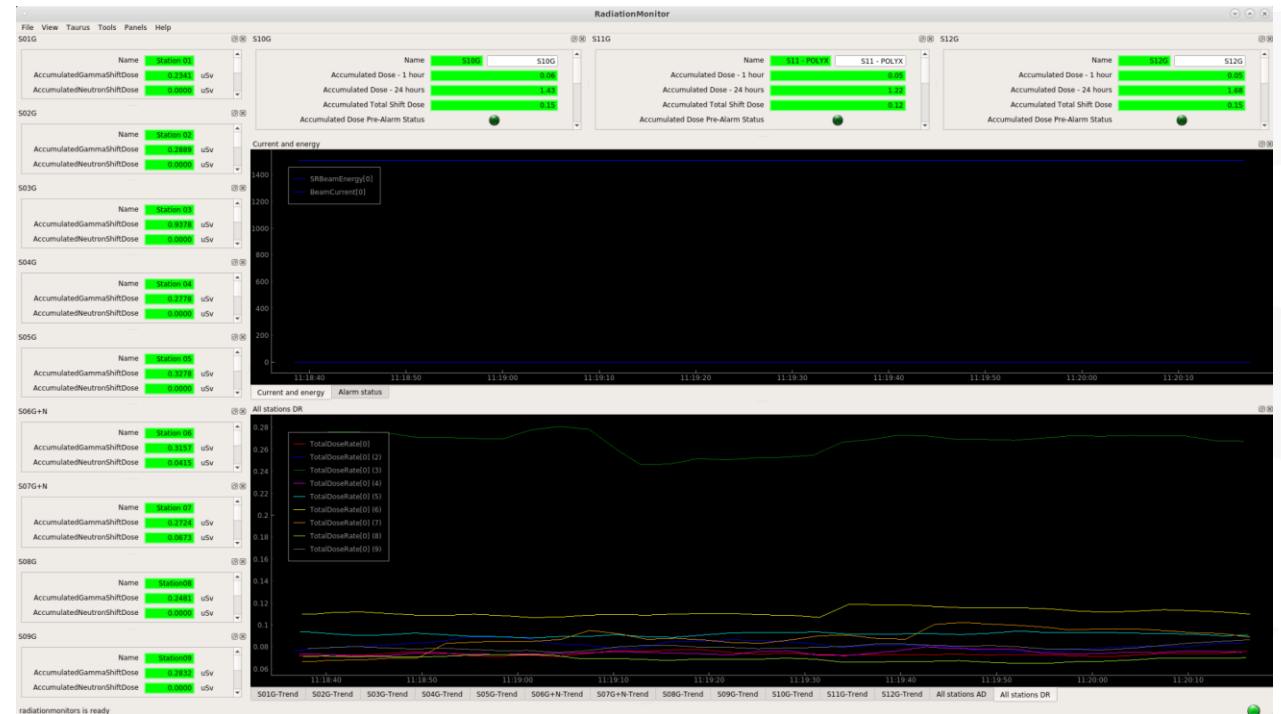 RadiationMonitor
File View Taurus Tools Panels Help
S01G
Name Station 01
AccumulatedGammaShiftDose 0.2341 uSv
AccumulatedNeutronShiftDose 0.0000 uSv
S02G
Name Station 02
AccumulatedGammaShiftDose 0.2889 uSv
AccumulatedNeutronShiftDose 0.0000 uSv
S03G
Name Station 03
AccumulatedGammaShiftDose 0.9378 uSv
AccumulatedNeutronShiftDose 0.0000 uSv
S04G
Name Station 04
AccumulatedGammaShiftDose 0.2778 uSv
AccumulatedNeutronShiftDose 0.0000 uSv
S05G
Name Station 05
AccumulatedGammaShiftDose 0.3278 uSv
AccumulatedNeutronShiftDose 0.0000 uSv
S06G+N
Name Station 06
AccumulatedGammaShiftDose 0.3157 uSv
AccumulatedNeutronShiftDose 0.0415 uSv
S07G+N
Name Station 07
AccumulatedGammaShiftDose 0.2724 uSv
AccumulatedNeutronShiftDose 0.0673 uSv
S08G
Name Station08
AccumulatedGammaShiftDose 0.2481 uSv
AccumulatedNeutronShiftDose 0.0000 uSv
S09G
Name Station09
AccumulatedGammaShiftDose 0.2832 uSv
AccumulatedNeutronShiftDose 0.0000 uSv
S10G
Name S10G S10G
Accumulated Dose - 1 hour 0.06
Accumulated Dose - 24 hours 1.43
Accumulated Total Shift Dose 0.15
Accumulated Dose Pre-Alarm Status
S11G
Name S11 - POLYX S11 - POLYX
Accumulated Dose - 1 hour 0.05
Accumulated Dose - 24 hours 1.22
Accumulated Total Shift Dose 0.12
Accumulated Dose Pre-Alarm Status
S12G
Name S12G S12G
Accumulated Dose - 1 hour 0.05
Accumulated Dose - 24 hours 1.68
Accumulated Total Shift Dose 0.15
Accumulated Dose Pre-Alarm Status
Current and energy
1400
1200
1000
800
600
400
200
0
SRBeamEnergy[0]
BeamCurrent[0]
11:18:40 11:18:50 11:19:00 11:19:10 11:19:20 11:19:30 11:19:40 11:19:50 11:20:00 11:20:10
Current and energy Alarm status
All stations DR
0.28
0.26
0.24
0.22
0.2
0.18
0.16
0.14
0.12
0.1
0.08
0.06
TotalDoseRate[0]
TotalDoseRate[0] (2)
TotalDoseRate[0] (3)
TotalDoseRate[0] (4)
TotalDoseRate[0] (5)
TotalDoseRate[0] (6)
TotalDoseRate[0] (7)
TotalDoseRate[0] (8)
TotalDoseRate[0] (9)
11:18:40 11:18:50 11:19:00 11:19:10 11:19:20 11:19:30 11:19:40 11:19:50 11:20:00 11:20:10
S01G-Trend S02G-Trend S03G-Trend S04G-Trend S05G-Trend S06G+N-Trend S07G+N-Trend S08G-Trend S09G-Trend S10G-Trend S11G-Trend S12G-Trend All stations AD All stations DR
radiationmonitors is ready